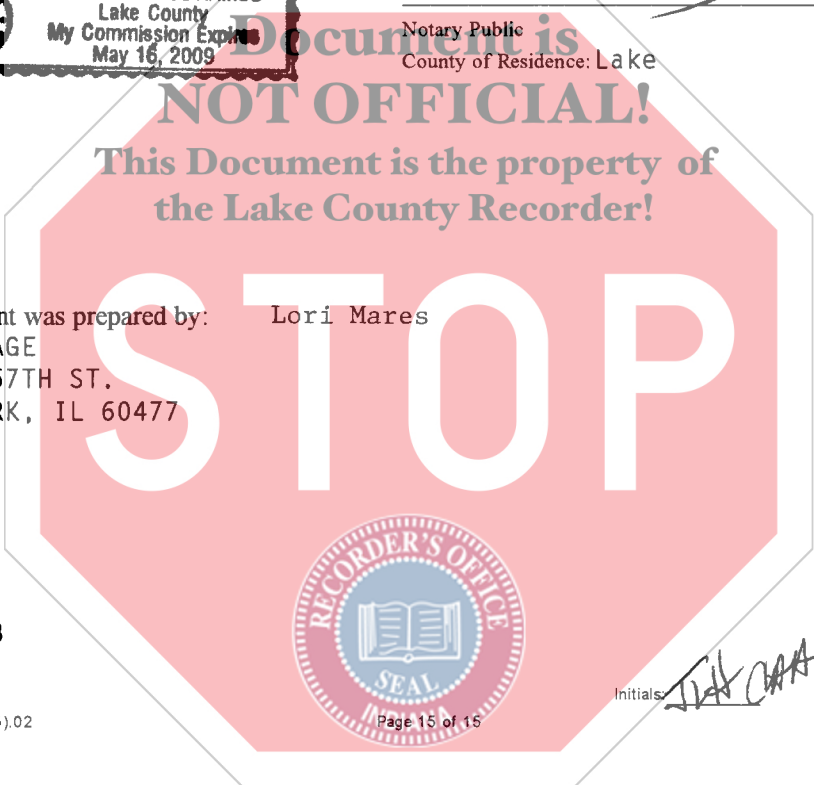 Lake County
My Commission Expires
May 16, 2009
Notary Public
County of Residence: Lake
Document is
NOT OFFICIAL!
This Document is the property of
the Lake County Recorder!
nt was prepared by: Lori Mares
AGE
57TH ST.
RK, IL 60477
STOP
RECORDER'S OFFICE
SEAL
INDIANA
Initials:
).02
Page 15 of 15